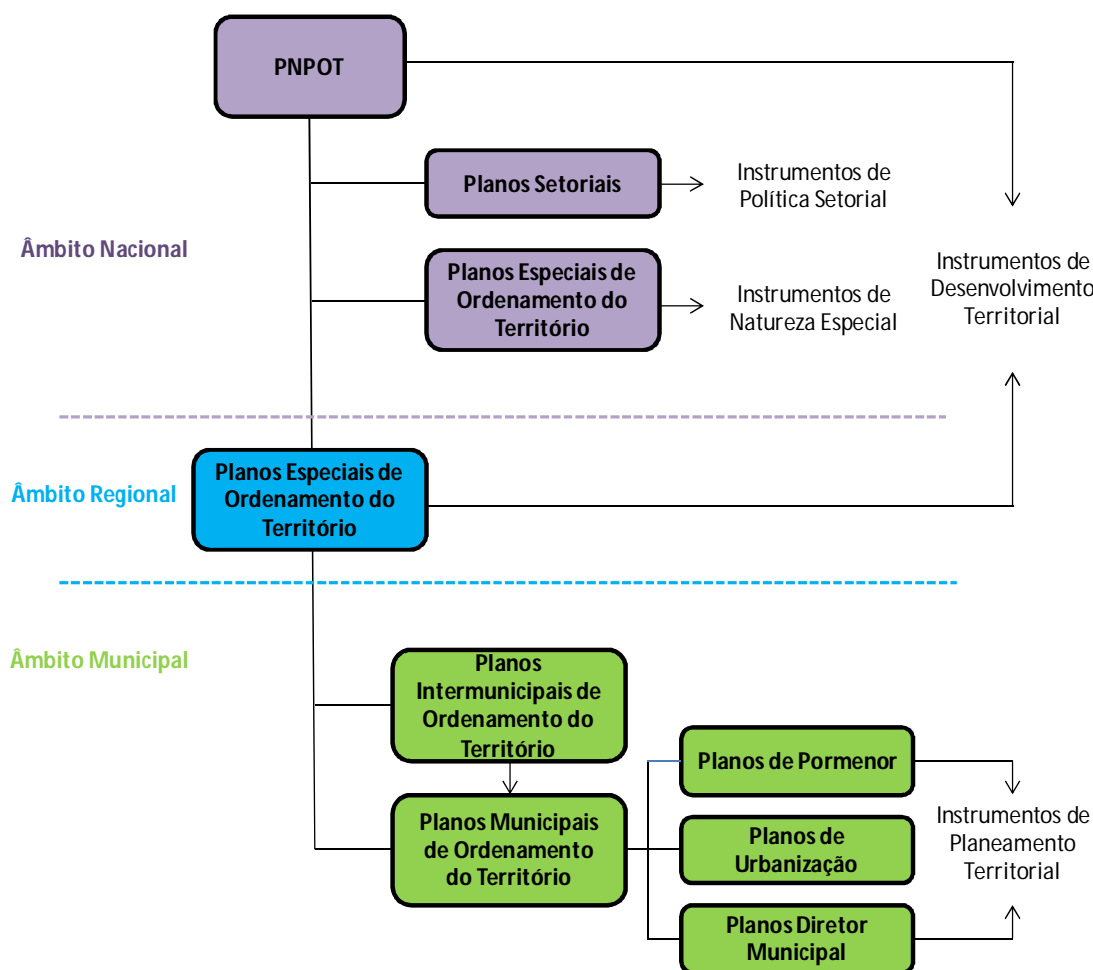 PNPOT
Planos Setoriais
Instrumentos de
Política Setorial
Âmbito Nacional
Planos Especiais de
Ordenamento do
Território
Instrumentos de
Natureza Especial
Instrumentos de
Desenvolvimento
Territorial
Âmbito Regional
Planos Especiais de
Ordenamento do
Território
Âmbito Municipal
Planos
Intermunicipais de
Ordenamento do
Território
Planos Municipais
de Ordenamento
do Território
Planos de Pormenor
Planos de
Urbanização
Planos Diretor
Municipal
Instrumentos de
Planeamento
Territorial